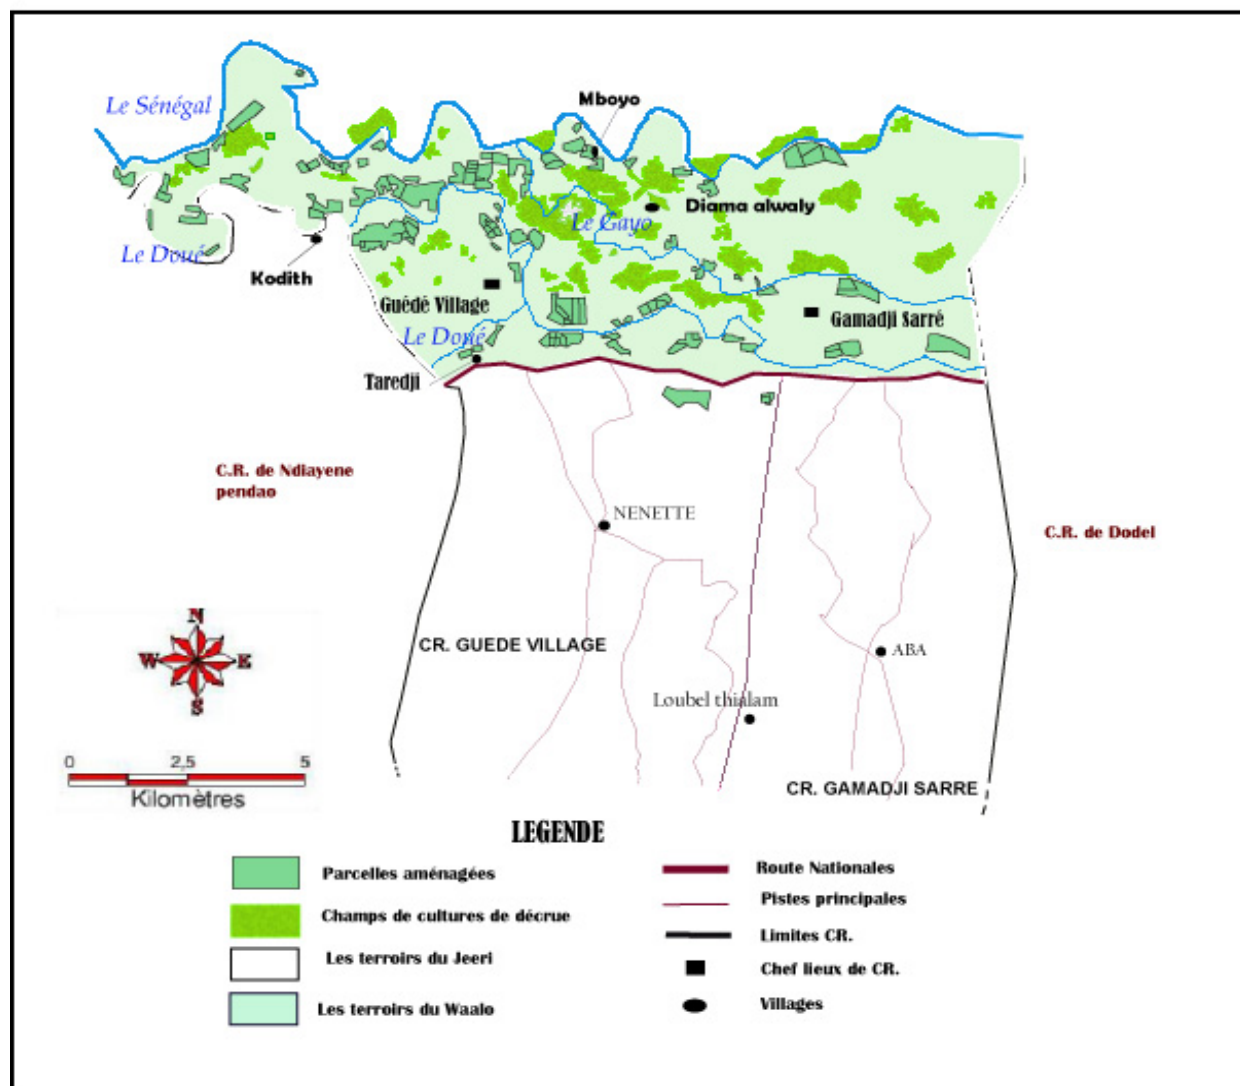 Le Sénégal
Mboyo
Diama alwaly
Le Gayo
Le Doué
Kodith
Guédé Village
Gamadji Sarré
Le Doué
Taredji
C.R. de Ndiayene
pendao
NENETTE
C.R. de Dodel
N
W E
S
CR. GUEDE VILLAGE
ABA
Loubel thialam
0 2,5 5
Kilomètres
CR. GAMADJI SARRE
LEGENDE
Parcelles aménagées
Champs de cultures de décrue
Les terroirs du Jeeri
Les terroirs du Waalo
Route Nationales
Pistes principales
Limites CR.
Chef lieux de CR.
Villages